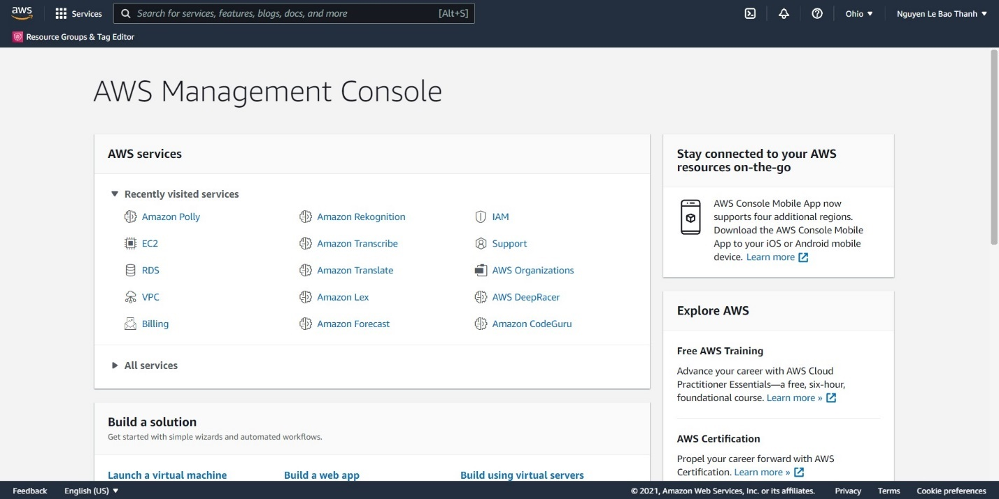 aws
Services
Search for services, features, blogs, docs, and more [Alt+S]
Ohio ▼
Nguyen Le Bao Thanh ▼
Resource Groups & Tag Editor
AWS Management Console
AWS services
▼ Recently visited services
Amazon Polly
EC2
RDS
VPC
Billing
Amazon Rekognition
Amazon Transcribe
Amazon Translate
Amazon Lex
Amazon Forecast
IAM
Support
AWS Organizations
AWS DeepRacer
Amazon CodeGuru
▶ All services
Build a solution
Get started with simple wizards and automated workflows.
Launch a virtual machine
Build a web app
Build using virtual servers
Stay connected to your AWS
resources on-the-go
AWS Console Mobile App now
supports four additional regions.
Download the AWS Console Mobile
App to your iOS or Android mobile
device. Learn more
Explore AWS
Free AWS Training
Advance your career with AWS Cloud
Practitioner Essentials—a free, six-hour,
foundational course. Learn more »
AWS Certification
Propel your career forward with AWS
Certification. Learn more »
Feedback
English (US) ▼
© 2021, Amazon Web Services, Inc. or its affiliates.
Privacy
Terms
Cookie preferences